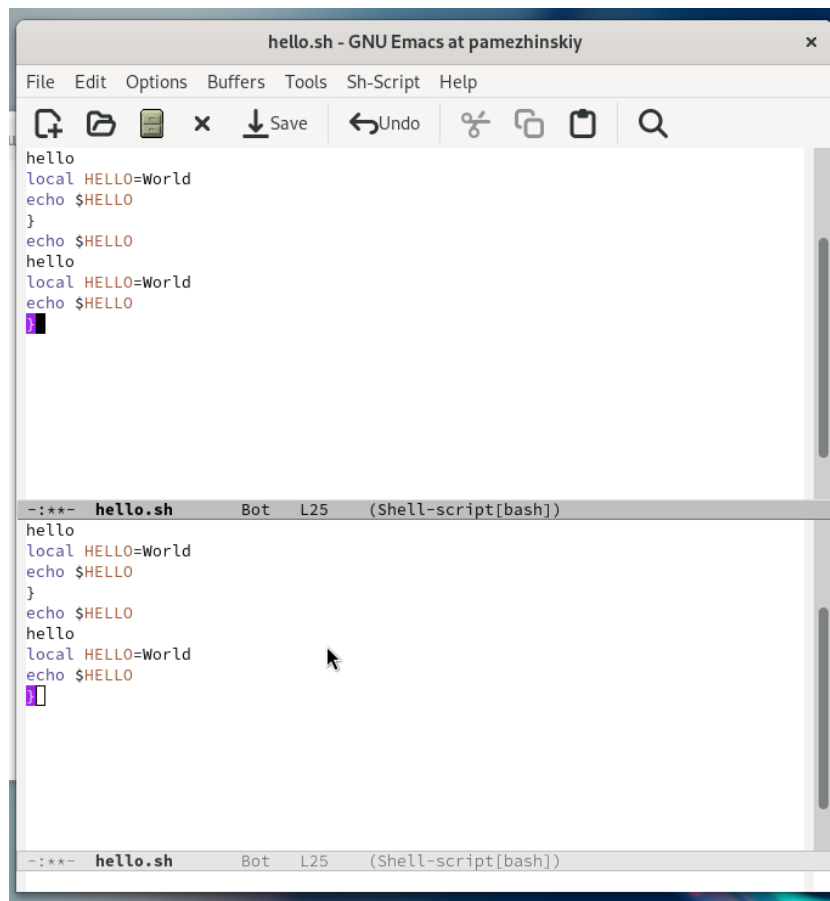 hello.sh - GNU Emacs at pamezhinskiy
File Edit Options Buffers Tools Sh-Script Help
Save Undo
hello
local HELLO=World
echo $HELLO
}
echo $HELLO
hello
local HELLO=World
echo $HELLO
}
-:**- hello.sh Bot L25 (Shell-script[bash])
hello
local HELLO=World
echo $HELLO
}
echo $HELLO
hello
local HELLO=World
echo $HELLO
}
-:**- hello.sh Bot L25 (Shell-script[bash])